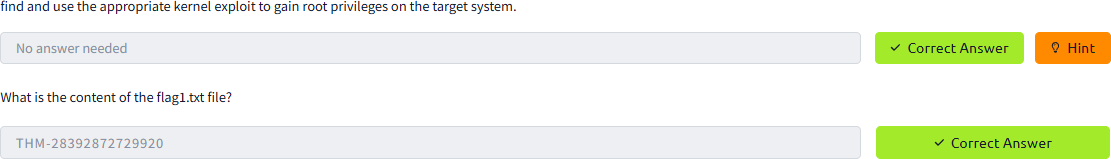 find and use the appropriate kernel exploit to gain root privileges on the target system.
No answer needed
Correct Answer
Hint
What is the content of the flag1.txt file?
THM-28392872729920
Correct Answer